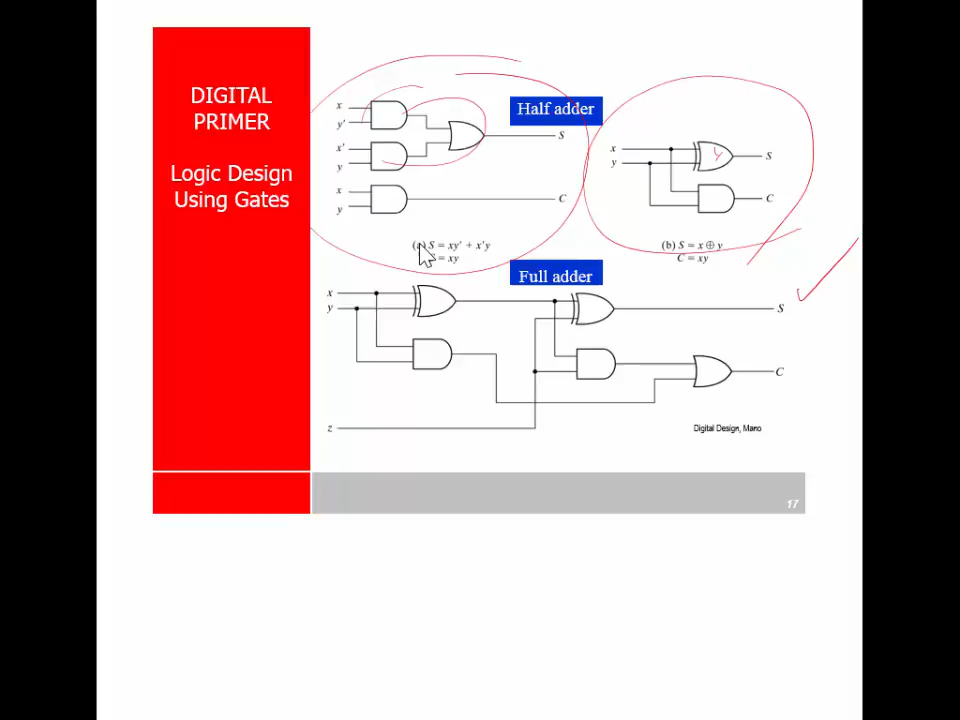 DIGITAL
PRIMER
Logic Design
Using Gates
Half adder
x
y'
x'
y
x
y
S
C
(a) S = xy' + x'y
= xy
x
y
S
C
(b) S = x ⊕ y
C = xy
Full adder
x
y
z
S
C
Digital Design, Mano
17